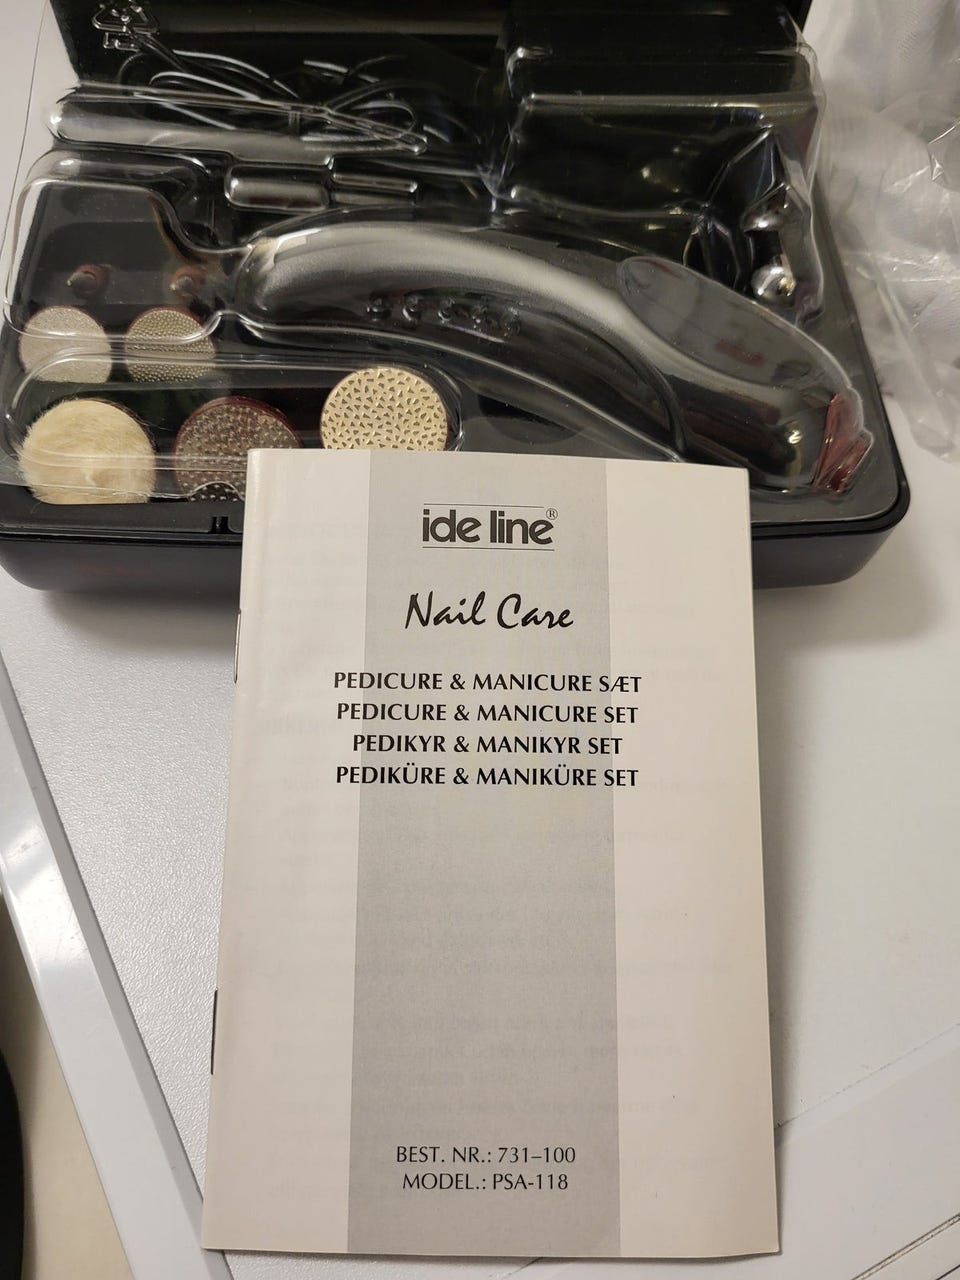 ide line®
Nail Care
PEDICURE & MANICURE SÆT
PEDICURE & MANICURE SET
PEDIKYR & MANIKYR SET
PEDIKÜRE & MANIKÜRE SET
BEST. NR.: 731–100
MODEL.: PSA-118